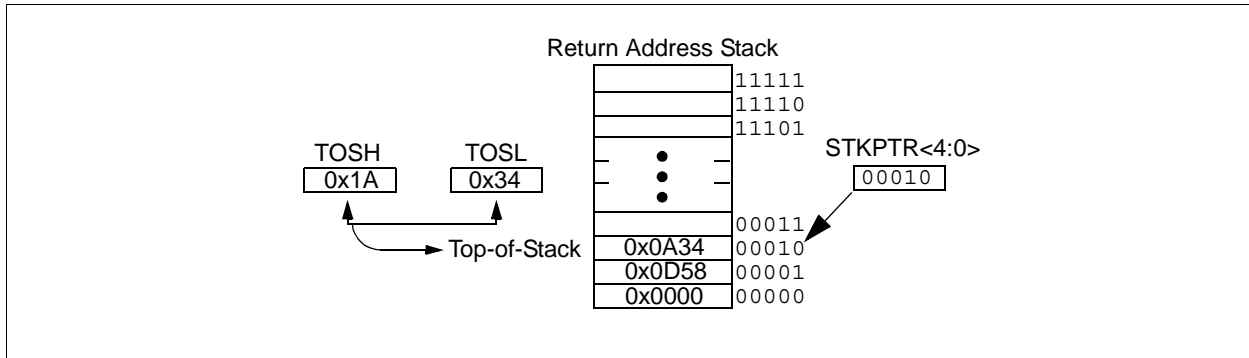 Return Address Stack
11111
11110
11101
TOSH TOSL STKPTR<4:0>
0x1A 0x34 00010
00011
Top-of-Stack 0x0A34 00010
0x0D58 00001
0x0000 00000